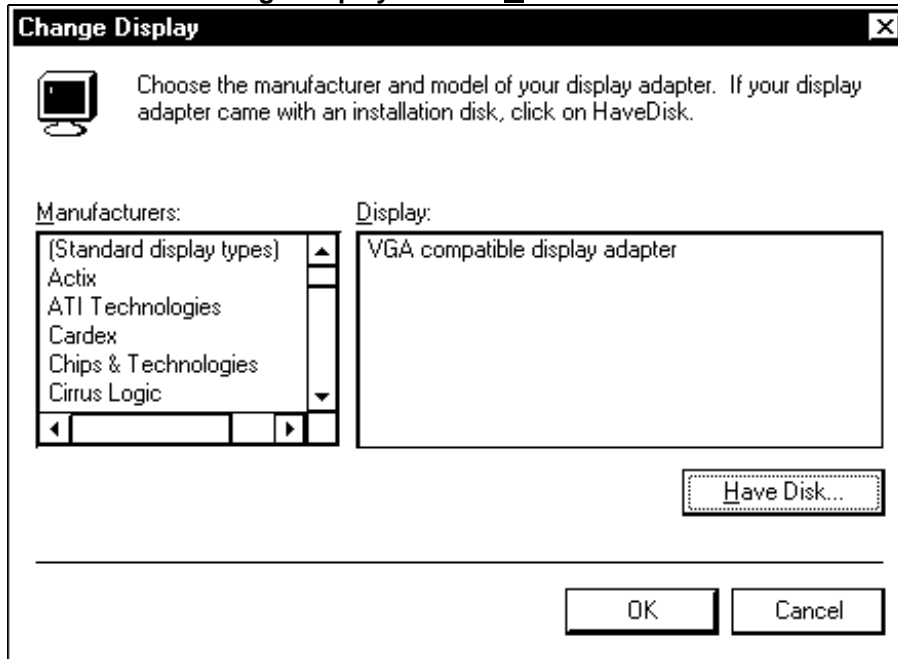 Change Display
Choose the manufacturer and model of your display adapter.  If your display
adapter came with an installation disk, click on HaveDisk.
Manufacturers:
Display:
(Standard display types)
Actix
ATI Technologies
Cardex
Chips & Technologies
Cirrus Logic
VGA compatible display adapter
Have Disk...
OK
Cancel